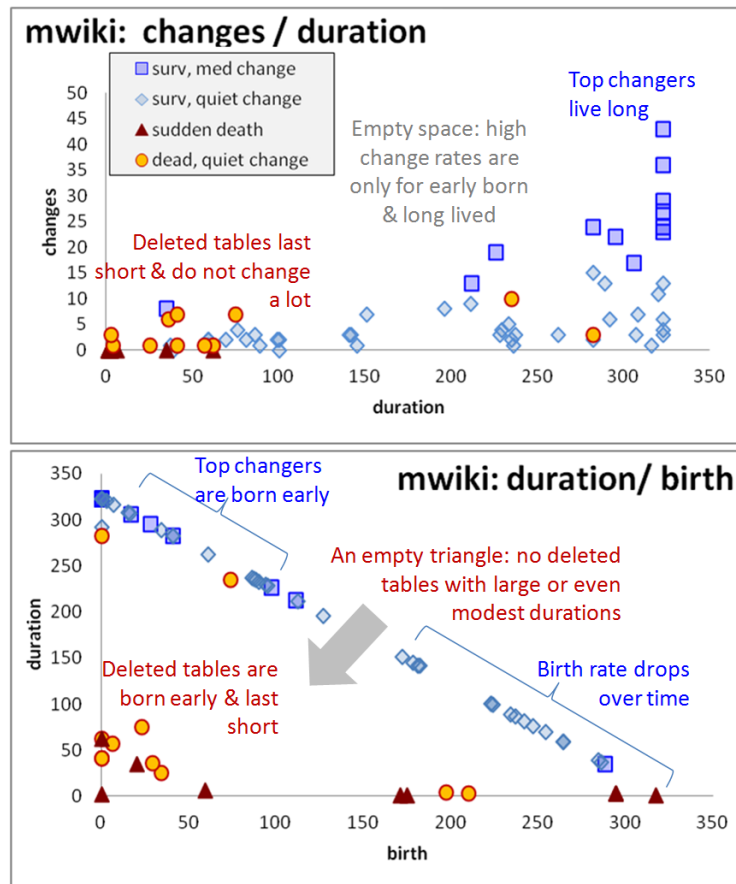 mwiki: changes / duration
surv, med change
surv, quiet change
sudden death
dead, quiet change
Top changers
live long
Empty space: high
change rates are
only for early born
& long lived
Deleted tables last
short & do not change
a lot
changes
50
45
40
35
30
25
20
15
10
5
0
0 50 100 150 200 250 300 350
duration
mwiki: duration/ birth
Top changers
are born early
An empty triangle: no deleted
tables with large or even
modest durations
Deleted tables are
born early & last
short
Birth rate drops
over time
duration
350
300
250
200
150
100
50
0
0 50 100 150 200 250 300 350
birth